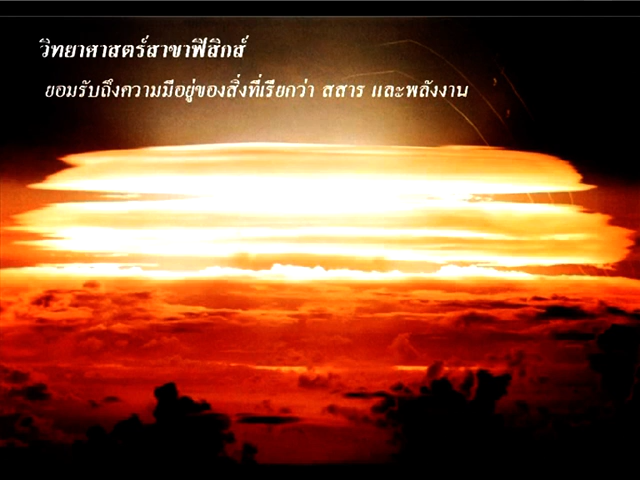 วิทยาศาสตร์สาขาฟิสิกส์
ยอมรับถึงความมีอยู่ของสิ่งที่เรียกว่า สสาร และพลังงาน